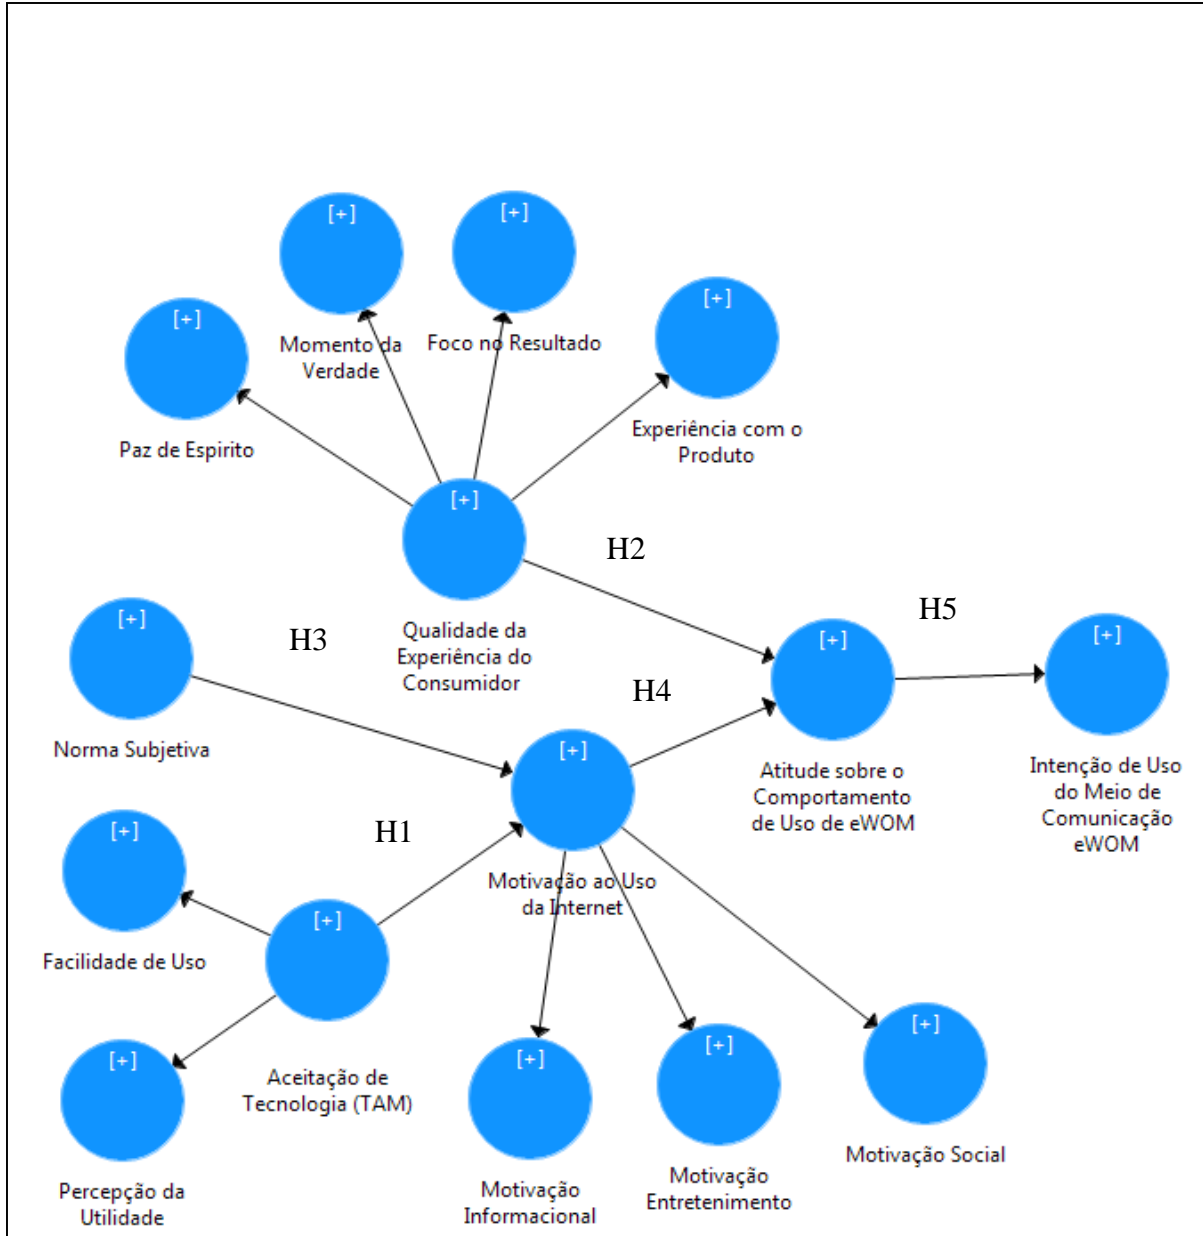 [+]
[+]
[+]
[+]
Momento da
Verdade
Foco no Resultado
Paz de Espirito
Experiência com o
Produto
[+]
H2
Qualidade da
Experiência do
Consumidor
[+]
H3
Norma Subjetiva
H5
[+]
[+]
H4
[+]
Atitude sobre o
Comportamento
de Uso de eWOM
Intenção de Uso
do Meio de
Comunicação
eWOM
[+]
H1
Motivação ao Uso
da Internet
Facilidade de Uso
[+]
Aceitação de
Tecnologia (TAM)
[+]
Percepção da
Utilidade
[+]
Motivação
Informacional
[+]
Motivação
Entretenimento
[+]
Motivação Social